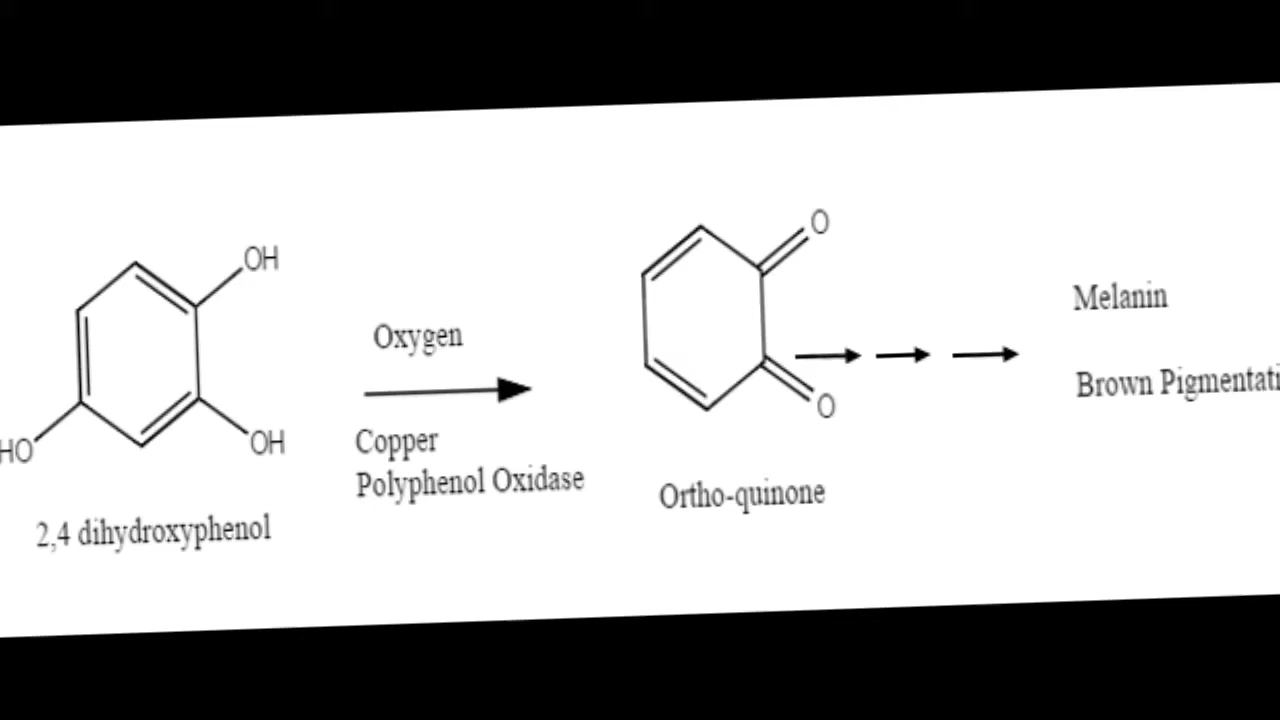 OH
HO
OH
2,4 dihydroxyphenol
Oxygen
Copper
Polyphenol Oxidase
O
O
Ortho-quinone
Melanin
Brown Pigmentati